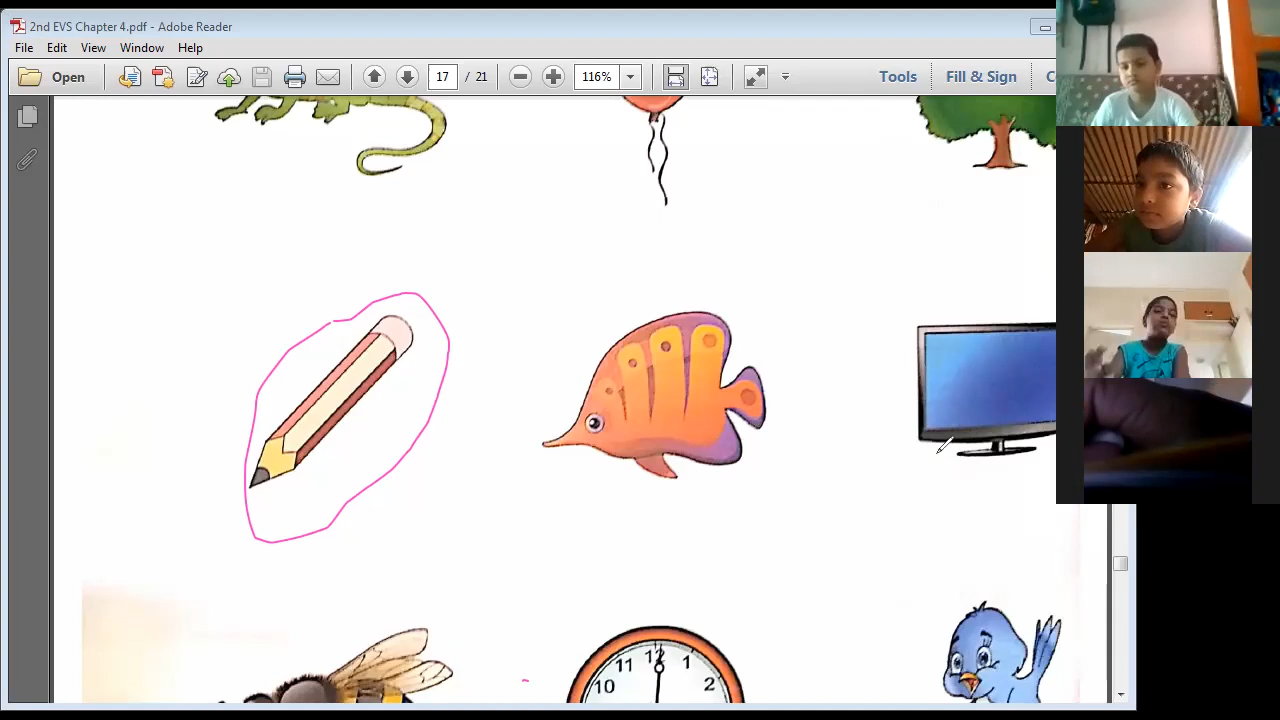 2nd EVS Chapter 4.pdf - Adobe Reader
File Edit View Window Help
Open 17 / 21 116% Tools Fill & Sign C
11 12 1
10 2